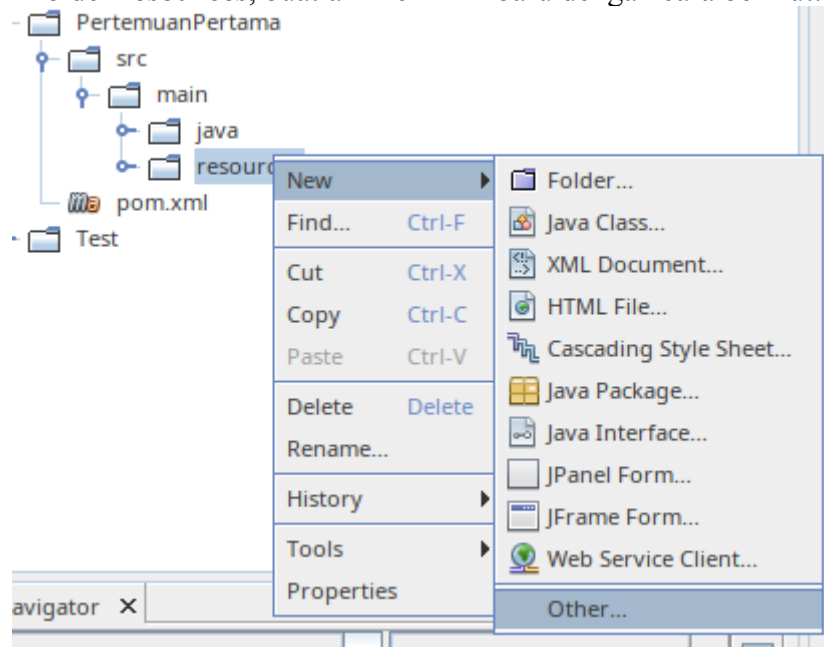 PertemuanPertama
src
main
java
pom.xml
Test
New
Find... Ctrl-F
Cut Ctrl-X
Copy Ctrl-C
Paste Ctrl-V
Delete Delete
Rename...
History
Tools
Properties
Folder...
Java Class...
XML Document...
HTML File...
Cascading Style Sheet...
Java Package...
Java Interface...
JPanel Form...
JFrame Form...
Web Service Client...
Other...